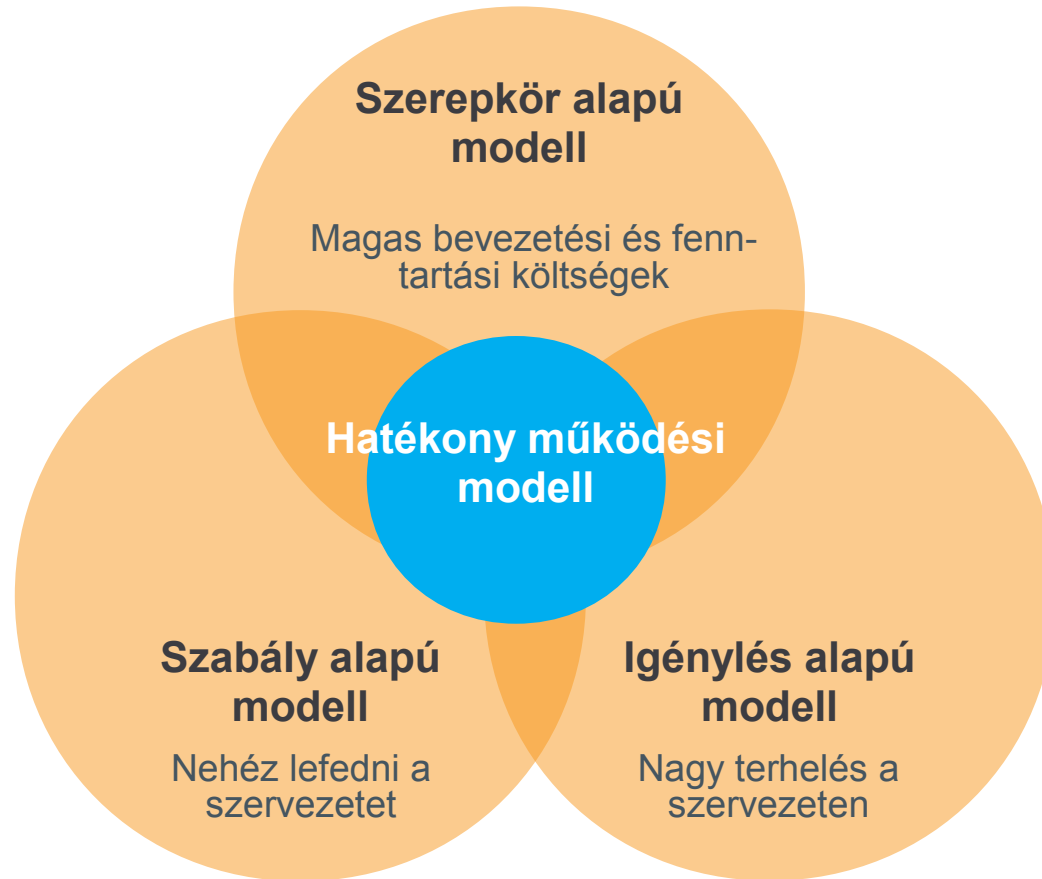 Szerepkör alapú
modell
Magas bevezetési és fenn-
tartási költségek
Hatékony működési
modell
Szabály alapú
modell
Nehéz lefedni a
szervezetet
Igénylés alapú
modell
Nagy terhelés a
szervezeten